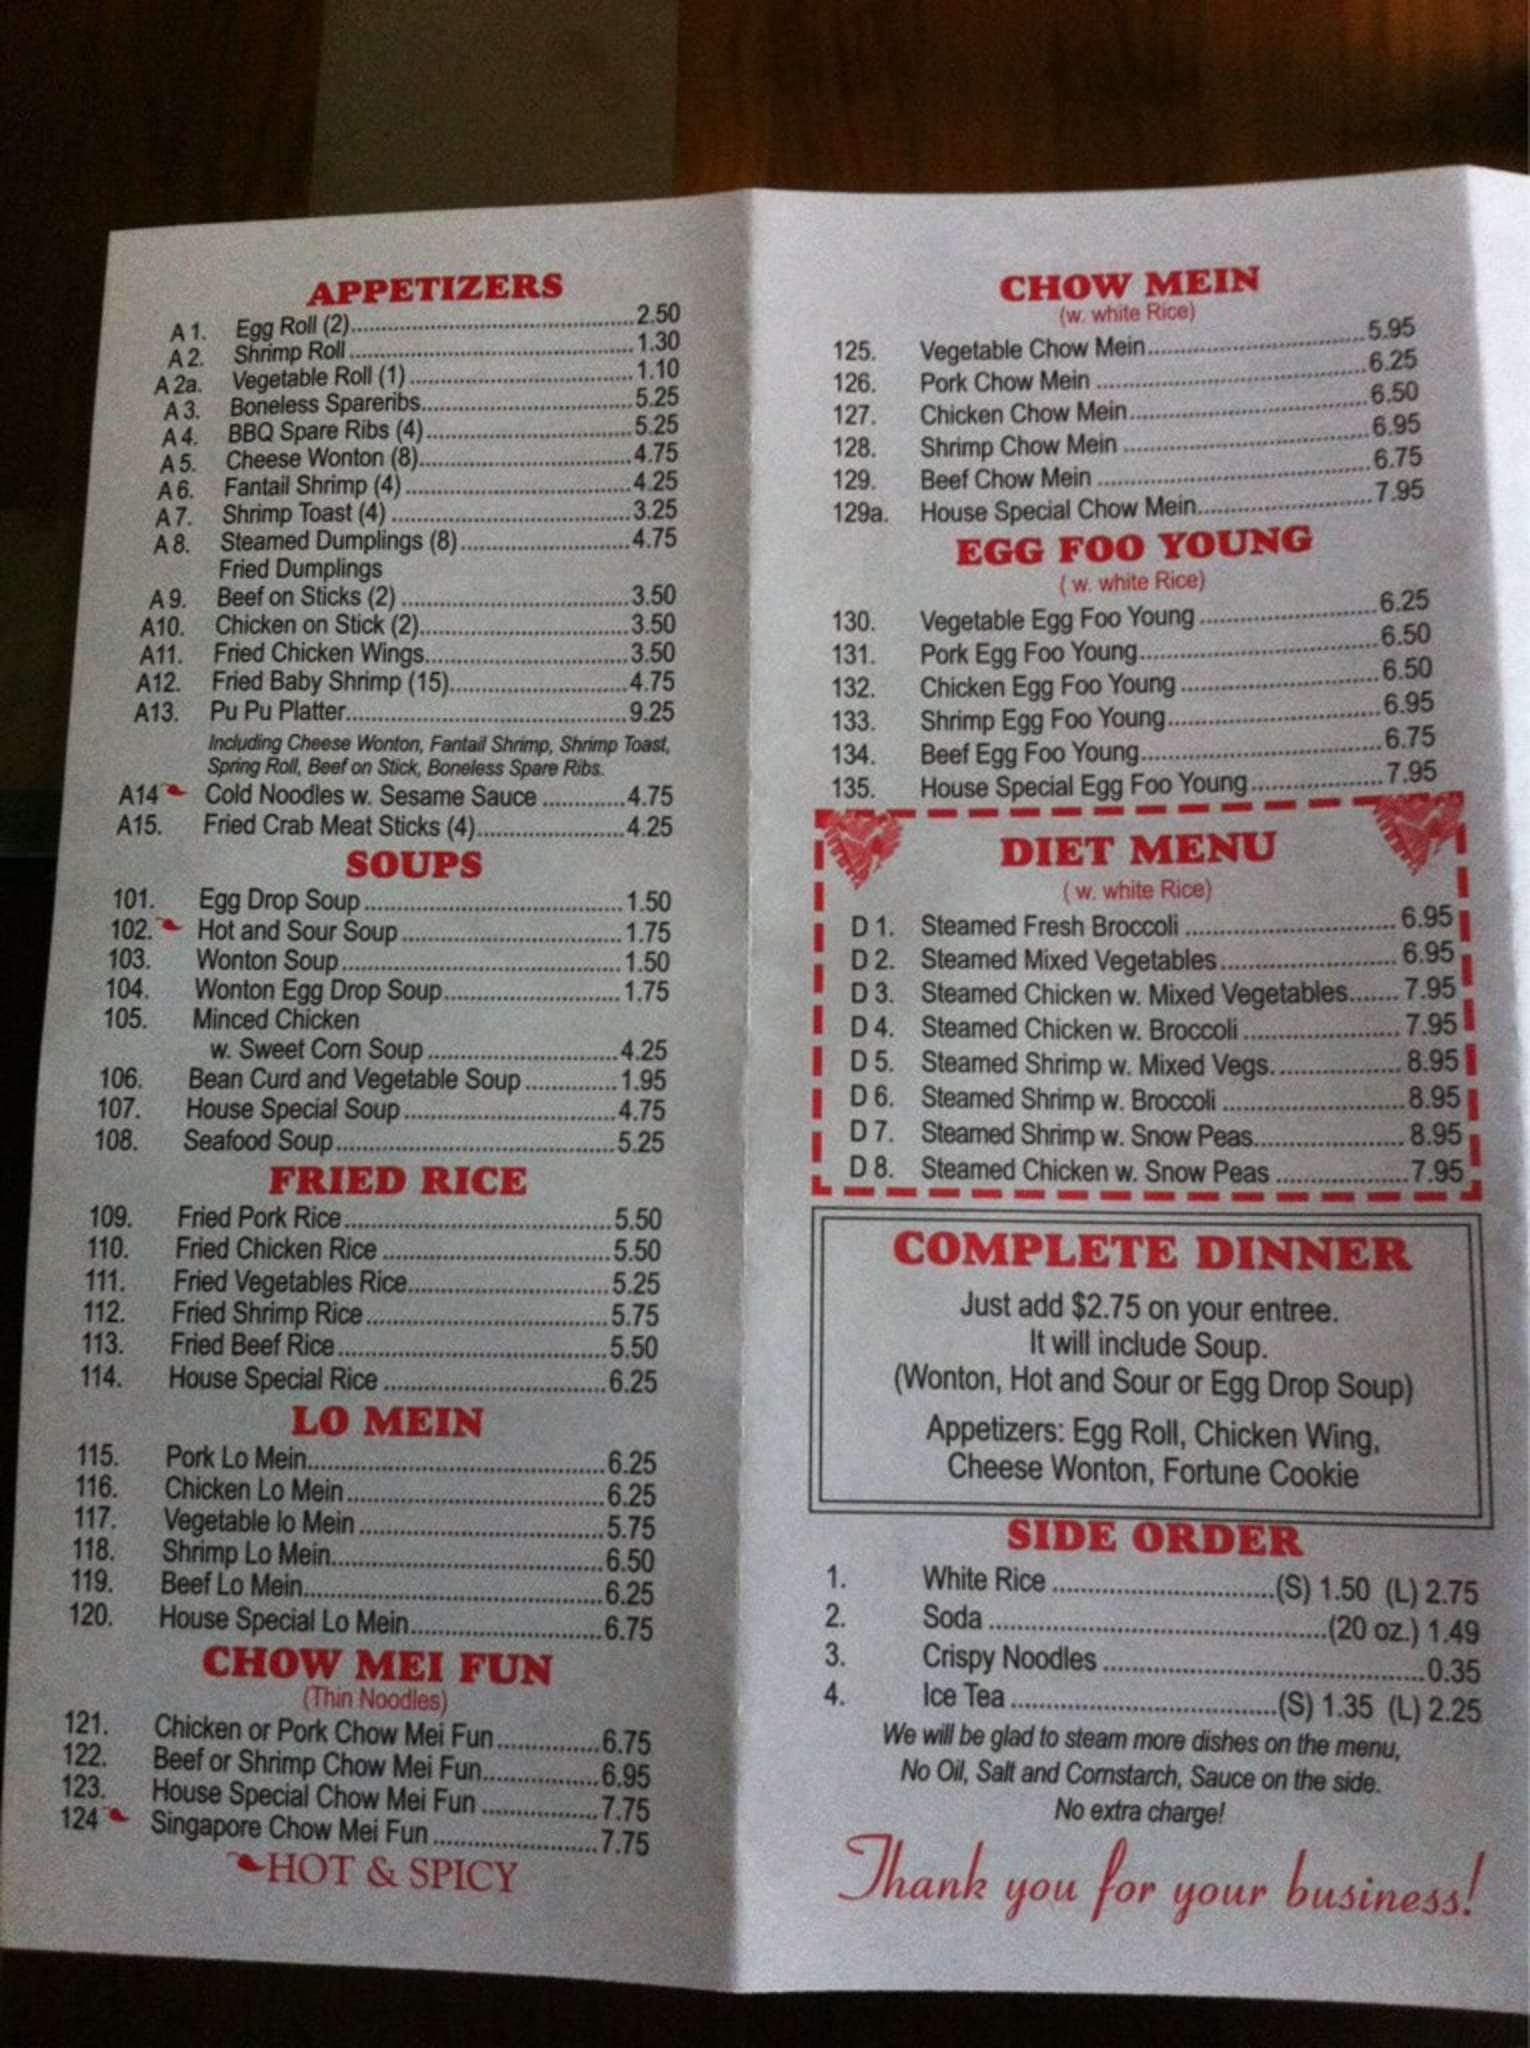 APPETIZERS
A 1. Egg Roll (2) 2.50
A 2. Shrimp Roll 1.30
A 2a. Vegetable Roll (1) 1.10
A 3. Boneless Spareribs 5.25
A 4. BBQ Spare Ribs (4) 5.25
A 5. Cheese Wonton (8) 4.75
A 6. Fantail Shrimp (4) 4.25
A 7. Shrimp Toast (4) 3.25
A 8. Steamed Dumplings (8) 4.75
Fried Dumplings
A 9. Beef on Sticks (2) 3.50
A10. Chicken on Stick (2) 3.50
A11. Fried Chicken Wings 3.50
A12. Fried Baby Shrimp (15) 4.75
A13. Pu Pu Platter 9.25
Including Cheese Wonton, Fantail Shrimp, Shrimp Toast,
Spring Roll, Beef on Stick, Boneless Spare Ribs.
A14 Cold Noodles w. Sesame Sauce 4.75
A15. Fried Crab Meat Sticks (4) 4.25
SOUPS
101. Egg Drop Soup 1.50
102. Hot and Sour Soup 1.75
103. Wonton Soup 1.50
104. Wonton Egg Drop Soup 1.75
105. Minced Chicken
w. Sweet Corn Soup 4.25
106. Bean Curd and Vegetable Soup 1.95
107. House Special Soup 4.75
108. Seafood Soup 5.25
FRIED RICE
109. Fried Pork Rice 5.50
110. Fried Chicken Rice 5.50
111. Fried Vegetables Rice 5.25
112. Fried Shrimp Rice 5.75
113. Fried Beef Rice 5.50
114. House Special Rice 6.25
LO MEIN
115. Pork Lo Mein 6.25
116. Chicken Lo Mein 6.25
117. Vegetable lo Mein 5.75
118. Shrimp Lo Mein 6.50
119. Beef Lo Mein 6.25
120. House Special Lo Mein 6.75
CHOW MEI FUN
(Thin Noodles)
121. Chicken or Pork Chow Mei Fun 6.75
122. Beef or Shrimp Chow Mei Fun 6.95
123. House Special Chow Mei Fun 7.75
124 Singapore Chow Mei Fun 7.75
HOT & SPICY
CHOW MEIN
(w. white Rice)
125. Vegetable Chow Mein 5.95
126. Pork Chow Mein 6.25
127. Chicken Chow Mein 6.50
128. Shrimp Chow Mein 6.95
129. Beef Chow Mein 6.75
129a. House Special Chow Mein 7.95
EGG FOO YOUNG
( w. white Rice)
130. Vegetable Egg Foo Young 6.25
131. Pork Egg Foo Young 6.50
132. Chicken Egg Foo Young 6.50
133. Shrimp Egg Foo Young 6.95
134. Beef Egg Foo Young 6.75
135. House Special Egg Foo Young 7.95
DIET MENU
( w. white Rice)
D 1. Steamed Fresh Broccoli 6.95
D 2. Steamed Mixed Vegetables 6.95
D 3. Steamed Chicken w. Mixed Vegetables 7.95
D 4. Steamed Chicken w. Broccoli 7.95
D 5. Steamed Shrimp w. Mixed Vegs. 8.95
D 6. Steamed Shrimp w. Broccoli 8.95
D 7. Steamed Shrimp w. Snow Peas 8.95
D 8. Steamed Chicken w. Snow Peas 7.95
COMPLETE DINNER
Just add $2.75 on your entree.
It will include Soup.
(Wonton, Hot and Sour or Egg Drop Soup)
Appetizers: Egg Roll, Chicken Wing,
Cheese Wonton, Fortune Cookie
SIDE ORDER
1. White Rice (S) 1.50 (L) 2.75
2. Soda (20 oz.) 1.49
3. Crispy Noodles 0.35
4. Ice Tea (S) 1.35 (L) 2.25
We will be glad to steam more dishes on the menu,
No Oil, Salt and Cornstarch, Sauce on the side.
No extra charge!
Thank you for your business!